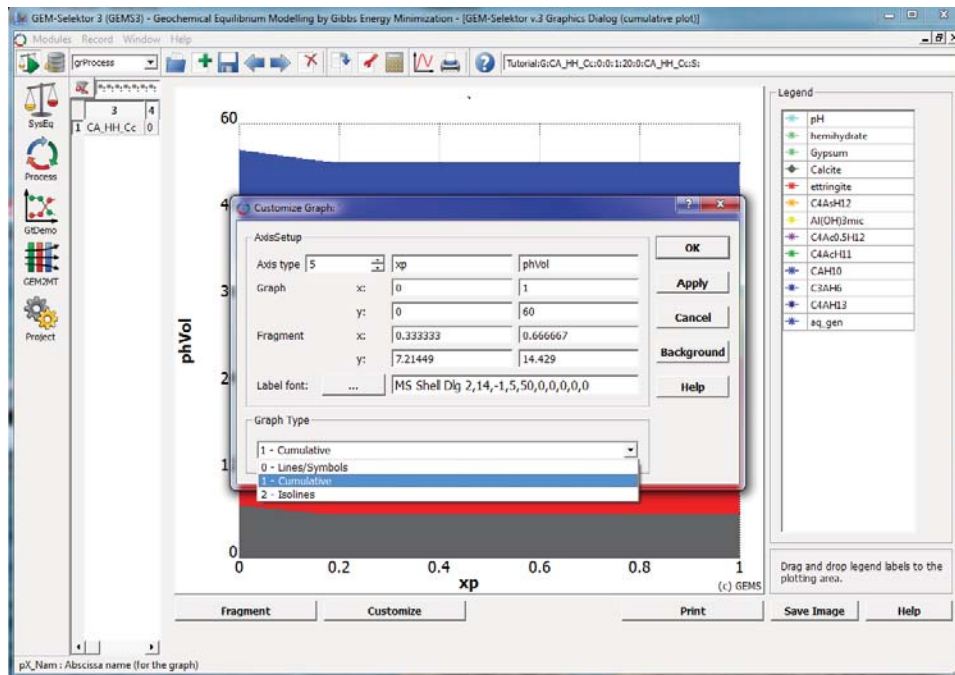 GEM-Selektor 3 (GEMS3) - Geochemical Equilibrium Modelling by Gibbs Energy Minimization - [GEM-Selektor v.3 Graphics Dialog (cumulative plot)]
Modules Record Window Help
grProcess
Tutorial:G:CA_HH_Cc:0:0:1:20:0:CA_HH_Cc:S:
SysEq
Process
GtDemo
GEM2MT
Project
3 4
1 CA_HH_Cc 0
60
4
3
2
1
0
phVol
0 0.2 0.4 0.6 0.8 1
xp
(c) GEMS
Customize Graph:
AxisSetup
Axis type 5 xp phVol
Graph x: 0 1
y: 0 60
Fragment x: 0.333333 0.666667
y: 7.21449 14.429
Label font: ... MS Shell Dlg 2,14,-1,5,50,0,0,0,0,0
Graph Type
1 - Cumulative
0 - Lines/Symbols
1 - Cumulative
2 - Isolines
OK
Apply
Cancel
Background
Help
Legend
pH
hemihydrate
Gypsum
Calcite
ettringite
C4AsH12
Al(OH)3mic
C4Ac0.5H12
C4AcH11
CAH10
C3AH6
C4AH13
aq_gen
Drag and drop legend labels to the
plotting area.
Fragment Customize Print Save Image Help
pX_Nam : Abscissa name (for the graph)